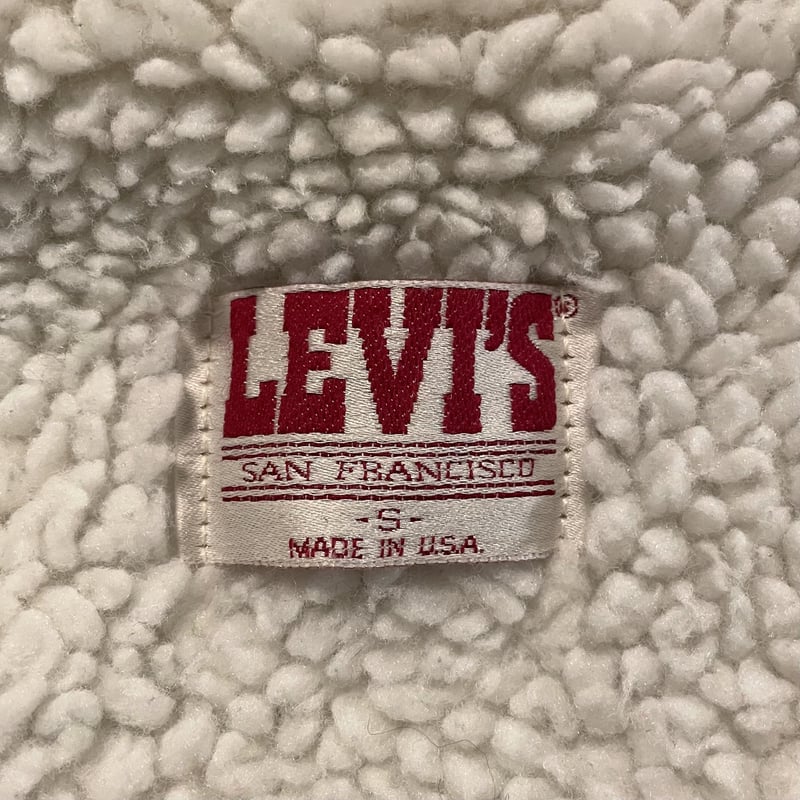 LEVI'S®
SAN FRANCISCO
-S-
MADE IN U.S.A.